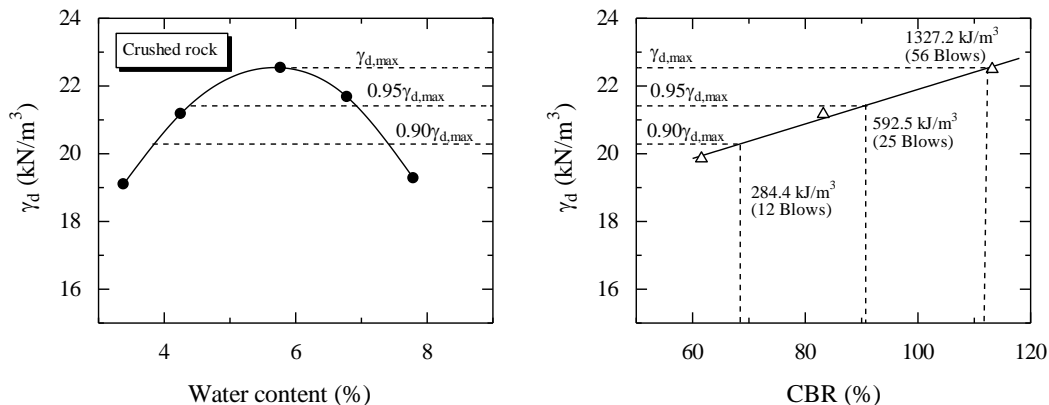 24
22
20
18
16
γd (kN/m³)
Crushed rock
γd,max
0.95γd,max
0.90γd,max
4
6
8
Water content (%)
24
22
20
18
16
γd (kN/m³)
γd,max
0.95γd,max
0.90γd,max
1327.2 kJ/m³
(56 Blows)
592.5 kJ/m³
(25 Blows)
284.4 kJ/m³
(12 Blows)
60
80
100
120
CBR (%)